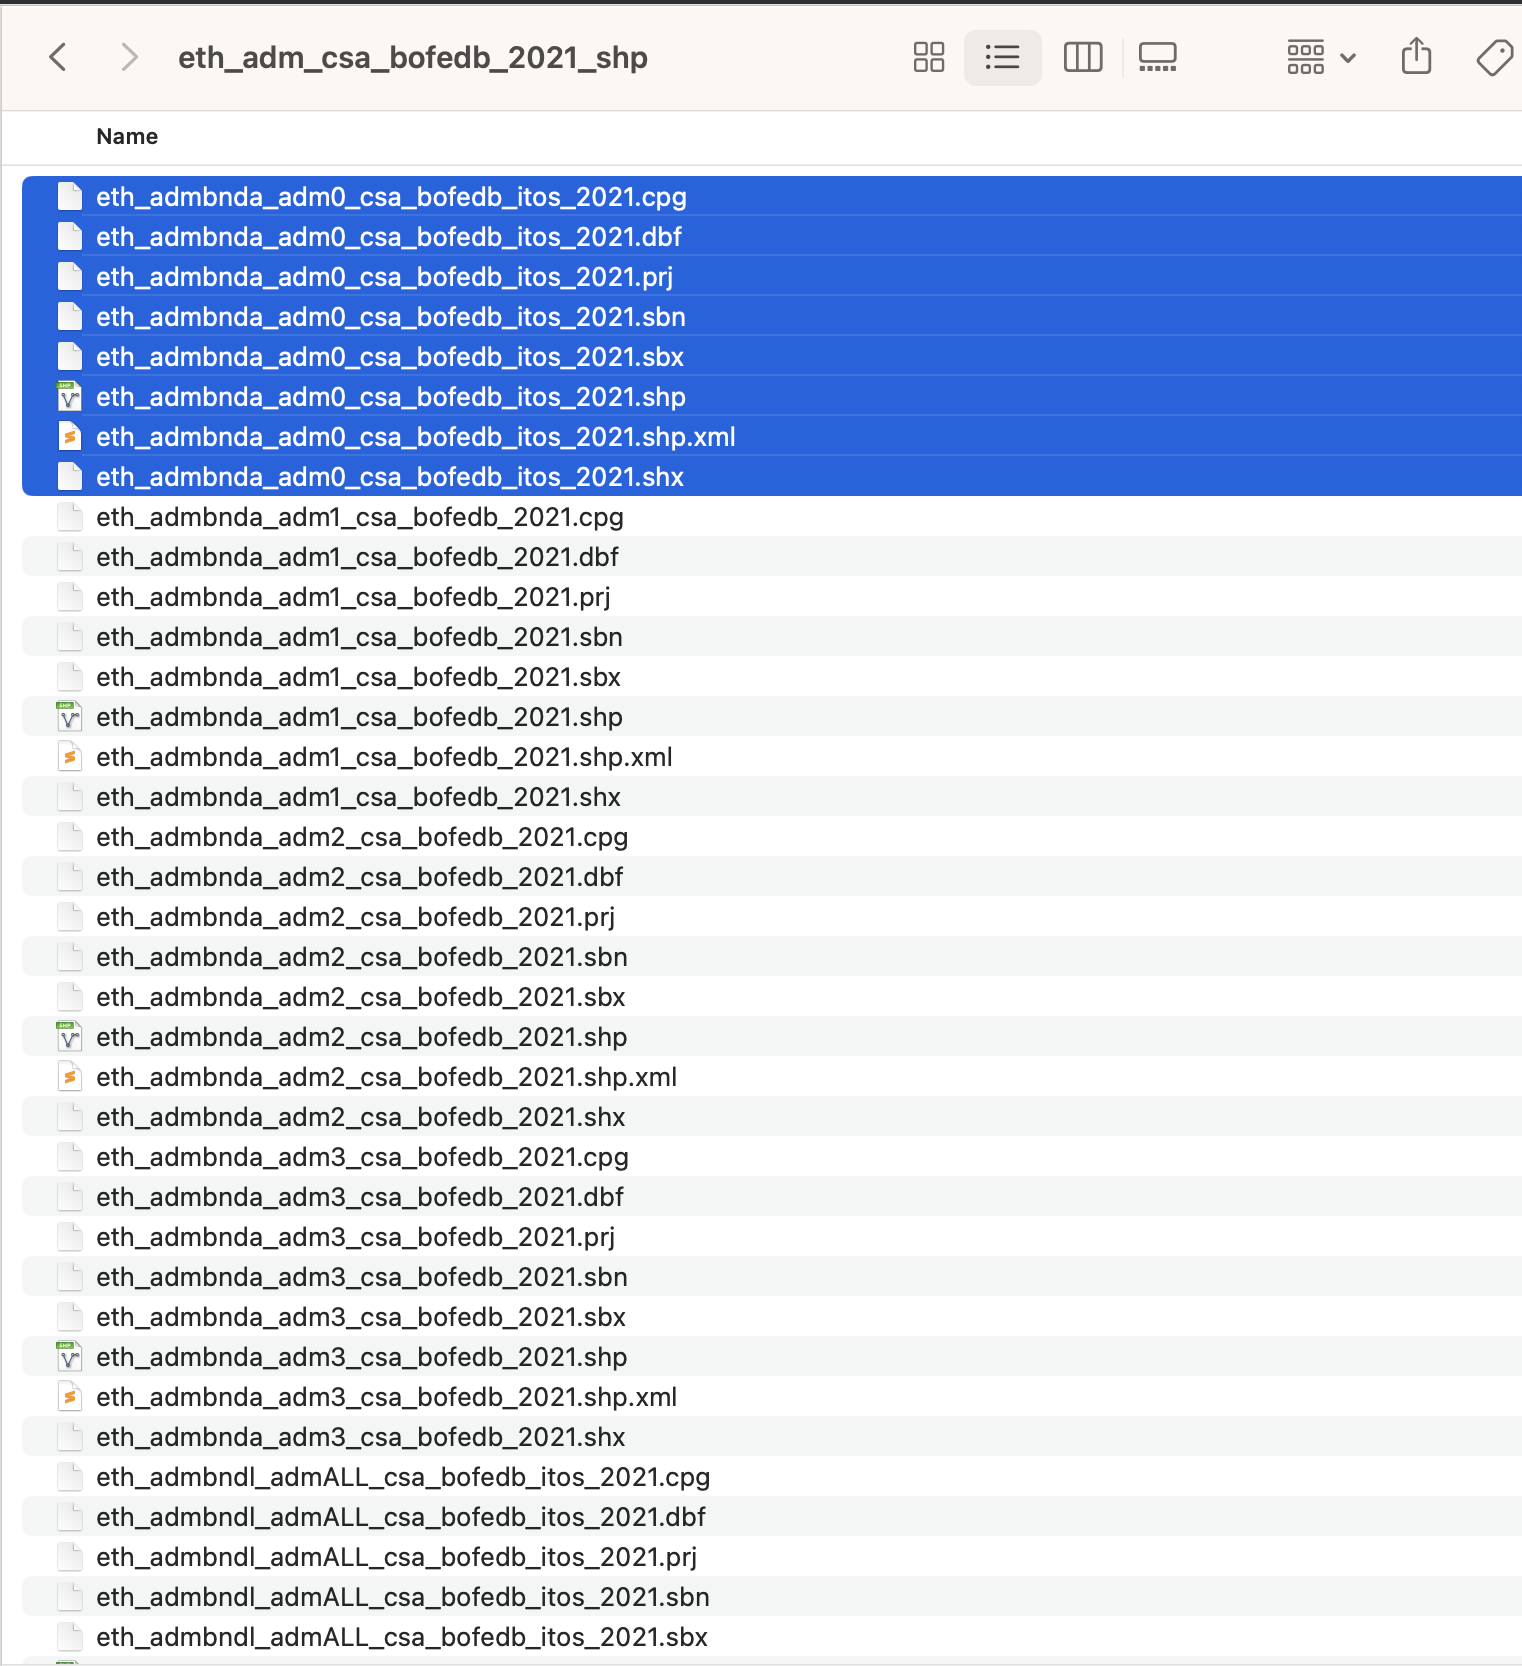 eth_adm_csa_bofedb_2021_shp
Name
eth_admbnda_adm0_csa_bofedb_itos_2021.cpg
eth_admbnda_adm0_csa_bofedb_itos_2021.dbf
eth_admbnda_adm0_csa_bofedb_itos_2021.prj
eth_admbnda_adm0_csa_bofedb_itos_2021.sbn
eth_admbnda_adm0_csa_bofedb_itos_2021.sbx
eth_admbnda_adm0_csa_bofedb_itos_2021.shp
eth_admbnda_adm0_csa_bofedb_itos_2021.shp.xml
eth_admbnda_adm0_csa_bofedb_itos_2021.shx
eth_admbnda_adm1_csa_bofedb_2021.cpg
eth_admbnda_adm1_csa_bofedb_2021.dbf
eth_admbnda_adm1_csa_bofedb_2021.prj
eth_admbnda_adm1_csa_bofedb_2021.sbn
eth_admbnda_adm1_csa_bofedb_2021.sbx
eth_admbnda_adm1_csa_bofedb_2021.shp
eth_admbnda_adm1_csa_bofedb_2021.shp.xml
eth_admbnda_adm1_csa_bofedb_2021.shx
eth_admbnda_adm2_csa_bofedb_2021.cpg
eth_admbnda_adm2_csa_bofedb_2021.dbf
eth_admbnda_adm2_csa_bofedb_2021.prj
eth_admbnda_adm2_csa_bofedb_2021.sbn
eth_admbnda_adm2_csa_bofedb_2021.sbx
eth_admbnda_adm2_csa_bofedb_2021.shp
eth_admbnda_adm2_csa_bofedb_2021.shp.xml
eth_admbnda_adm2_csa_bofedb_2021.shx
eth_admbnda_adm3_csa_bofedb_2021.cpg
eth_admbnda_adm3_csa_bofedb_2021.dbf
eth_admbnda_adm3_csa_bofedb_2021.prj
eth_admbnda_adm3_csa_bofedb_2021.sbn
eth_admbnda_adm3_csa_bofedb_2021.sbx
eth_admbnda_adm3_csa_bofedb_2021.shp
eth_admbnda_adm3_csa_bofedb_2021.shp.xml
eth_admbnda_adm3_csa_bofedb_2021.shx
eth_admbndl_admALL_csa_bofedb_itos_2021.cpg
eth_admbndl_admALL_csa_bofedb_itos_2021.dbf
eth_admbndl_admALL_csa_bofedb_itos_2021.prj
eth_admbndl_admALL_csa_bofedb_itos_2021.sbn
eth_admbndl_admALL_csa_bofedb_itos_2021.sbx